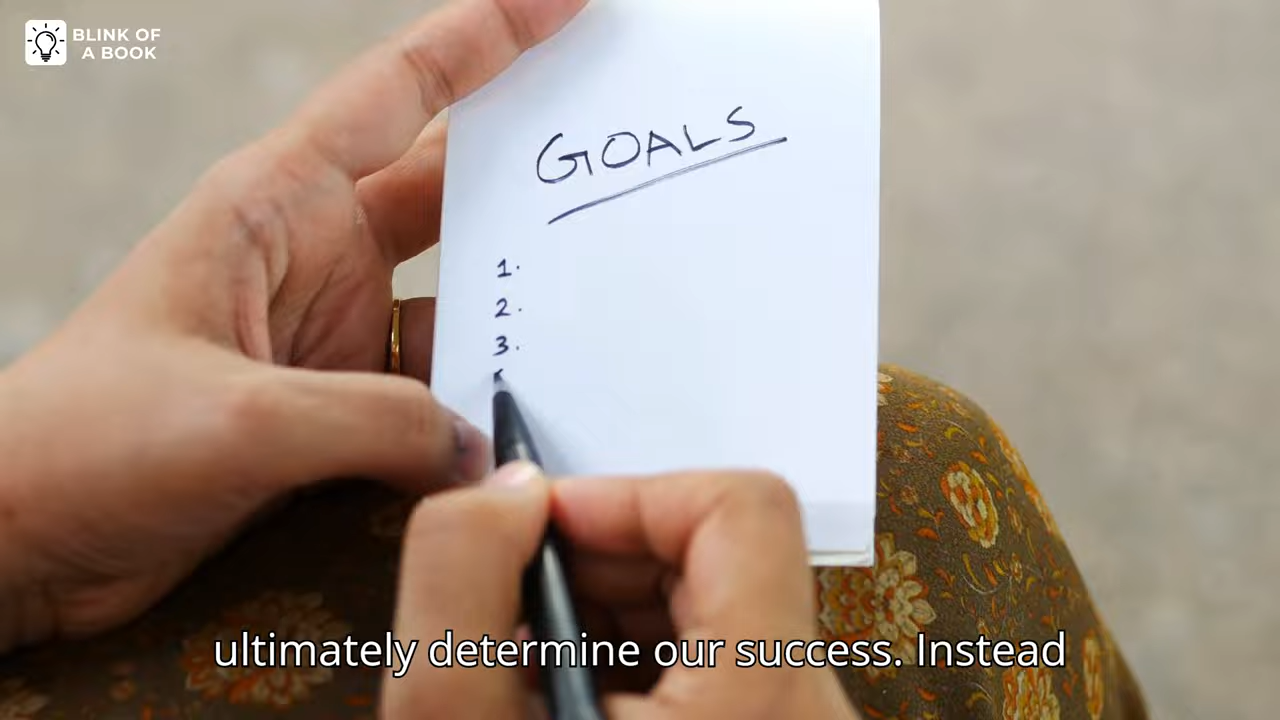 BLINK OF
A BOOK
GOALS
1.
2.
3.
ultimately determine our success. Instead